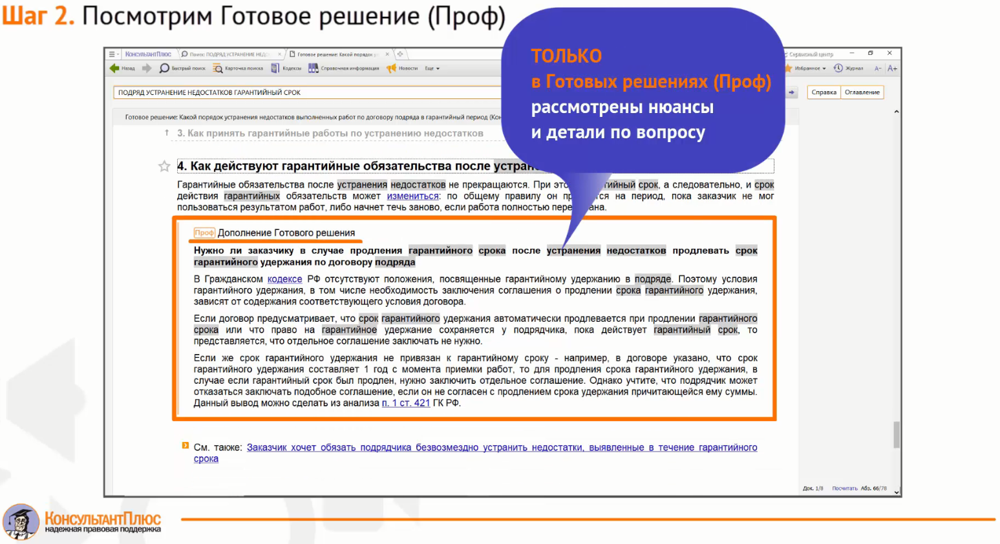 Шаг 2. Посмотрим Готовое решение (Проф)
ТОЛЬКО
в Готовых решениях (Проф)
рассмотрены нюансы
и детали по вопросу
КонсультантПлюс
Поиск: ПОДРЯД УСТРАНЕНИЕ НЕДО
Готовое решение: Какой порядок у
Сервисный центр
Назад
Быстрый поиск
Карточка поиска
Кодексы
Справочная информация
Новости
Еще
Избранное
Журнал
A− A+
ПОДРЯД УСТРАНЕНИЕ НЕДОСТАТКОВ ГАРАНТИЙНЫЙ СРОК
Справка
Оглавление
Готовое решение: Какой порядок устранения недостатков выполненных работ по договору подряда в гарантийный период (Кон
↑ 3. Как принять гарантийные работы по устранению недостатков
4. Как действуют гарантийные обязательства после устран
Гарантийные обязательства после устранения недостатков не прекращаются. При это тийный срок, а следовательно, и срок
действия гарантийных обязательств может измениться: по общему правилу он пр тся на период, пока заказчик не мог
пользоваться результатом работ, либо начнет течь заново, если работа полностью пере ана.
Проф Дополнение Готового решения
Нужно ли заказчику в случае продления гарантийного срока после устранения недостатков продлевать срок
гарантийного удержания по договору подряда
В Гражданском кодексе РФ отсутствуют положения, посвященные гарантийному удержанию в подряде. Поэтому условия
гарантийного удержания, в том числе необходимость заключения соглашения о продлении срока гарантийного удержания,
зависят от содержания соответствующего условия договора.
Если договор предусматривает, что срок гарантийного удержания автоматически продлевается при продлении гарантийного
срока или что право на гарантийное удержание сохраняется у подрядчика, пока действует гарантийный срок, то
представляется, что отдельное соглашение заключать не нужно.
Если же срок гарантийного удержания не привязан к гарантийному сроку - например, в договоре указано, что срок
гарантийного удержания составляет 1 год с момента приемки работ, то для продления срока гарантийного удержания, в
случае если гарантийный срок был продлен, нужно заключить отдельное соглашение. Однако учтите, что подрядчик может
отказаться заключать подобное соглашение, если он не согласен с продлением срока удержания причитающейся ему суммы.
Данный вывод можно сделать из анализа п. 1 ст. 421 ГК РФ.
См. также: Заказчик хочет обязать подрядчика безвозмездно устранить недостатки, выявленные в течение гарантийного
срока
Док. 1/8 Посчитать Абз. 66/78
КонсультантПлюс
надежная правовая поддержка